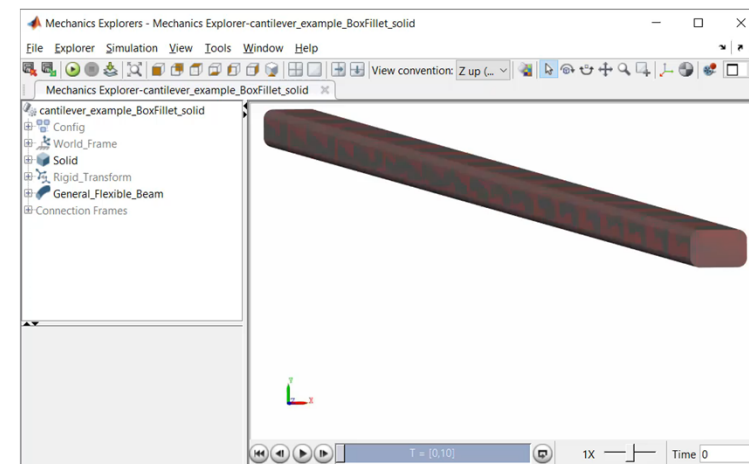 Mechanics Explorers - Mechanics Explorer-cantilever_example_BoxFillet_solid
File Explorer Simulation View Tools Window Help
View convention: Z up (...
Mechanics Explorer-cantilever_example_BoxFillet_solid
cantilever_example_BoxFillet_solid
Config
World_Frame
Solid
Rigid_Transform
General_Flexible_Beam
Connection Frames
Y
X
T = [0,10]
1X
Time 0